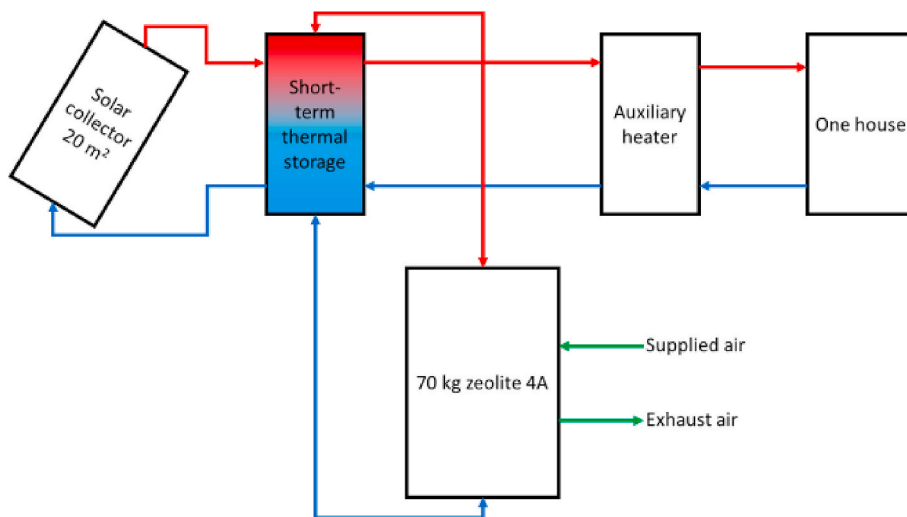 Solar
collector
20 m²
Short-
term
thermal
storage
Auxiliary
heater
One house
70 kg zeolite 4A
Supplied air
Exhaust air